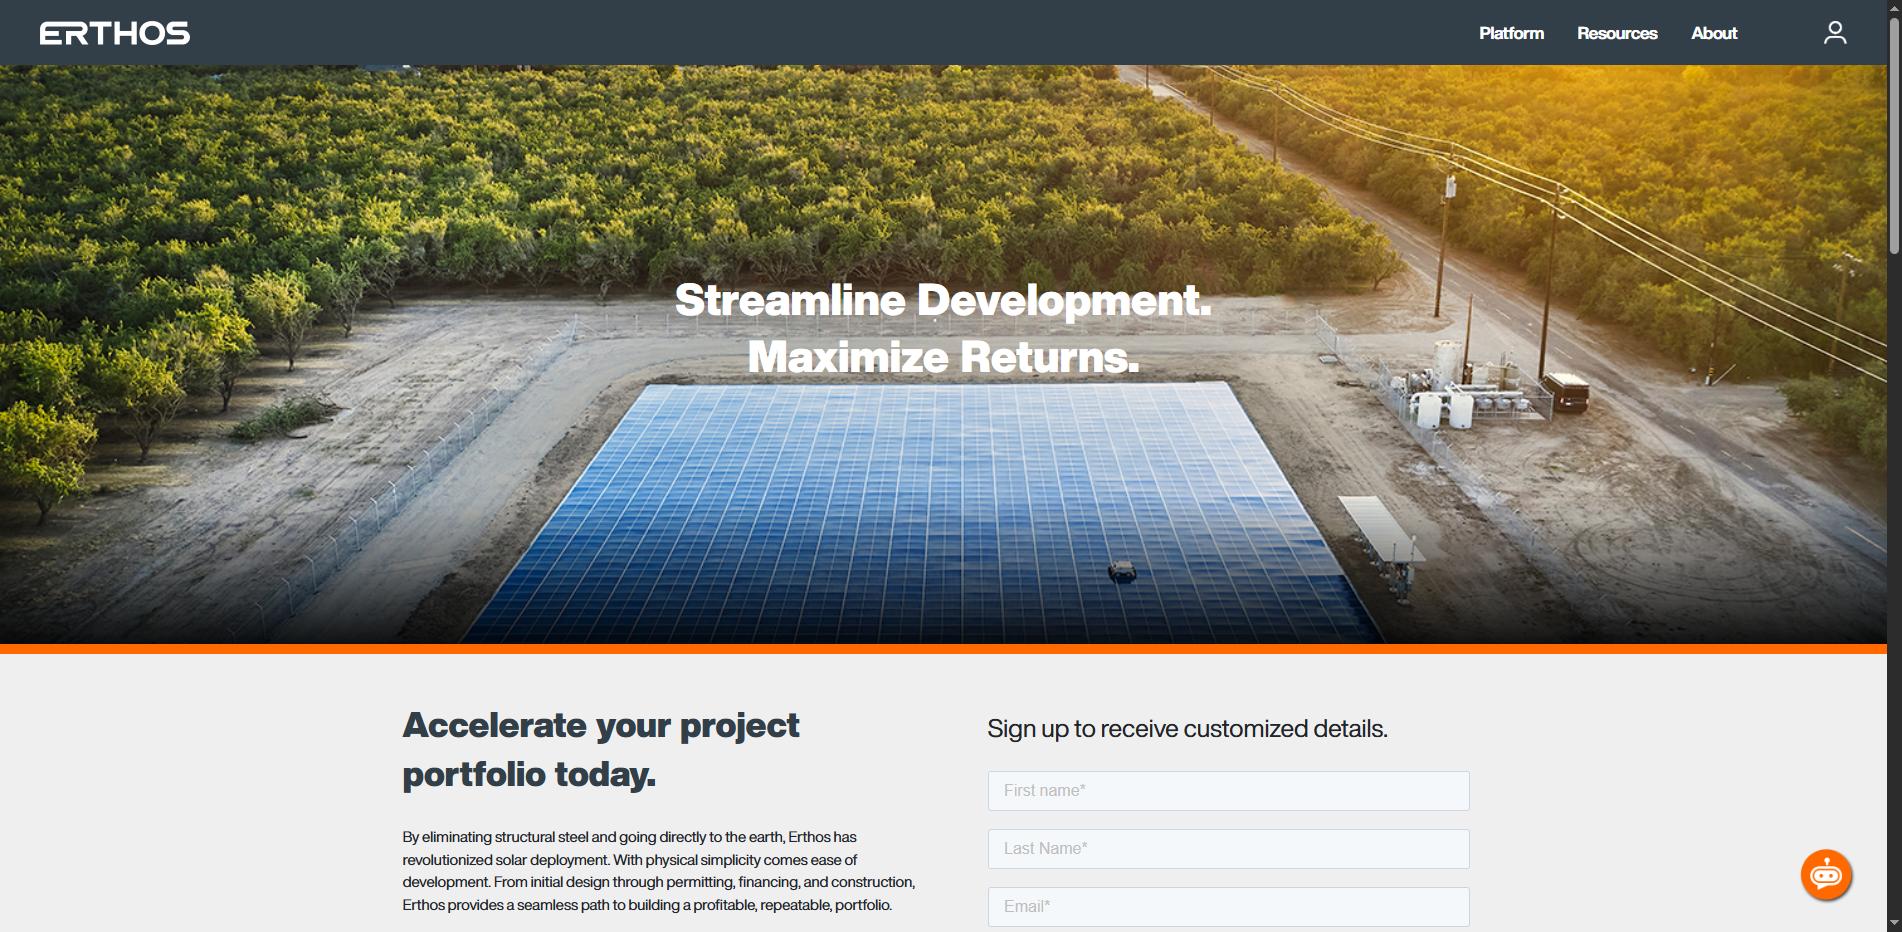 ERTHOS
Platform Resources About
Streamline Development.
Maximize Returns.
Accelerate your project
portfolio today.
By eliminating structural steel and going directly to the earth, Erthos has
revolutionized solar deployment. With physical simplicity comes ease of
development. From initial design through permitting, financing, and construction,
Erthos provides a seamless path to building a profitable, repeatable, portfolio.
Sign up to receive customized details.
First name*
Last Name*
Email*